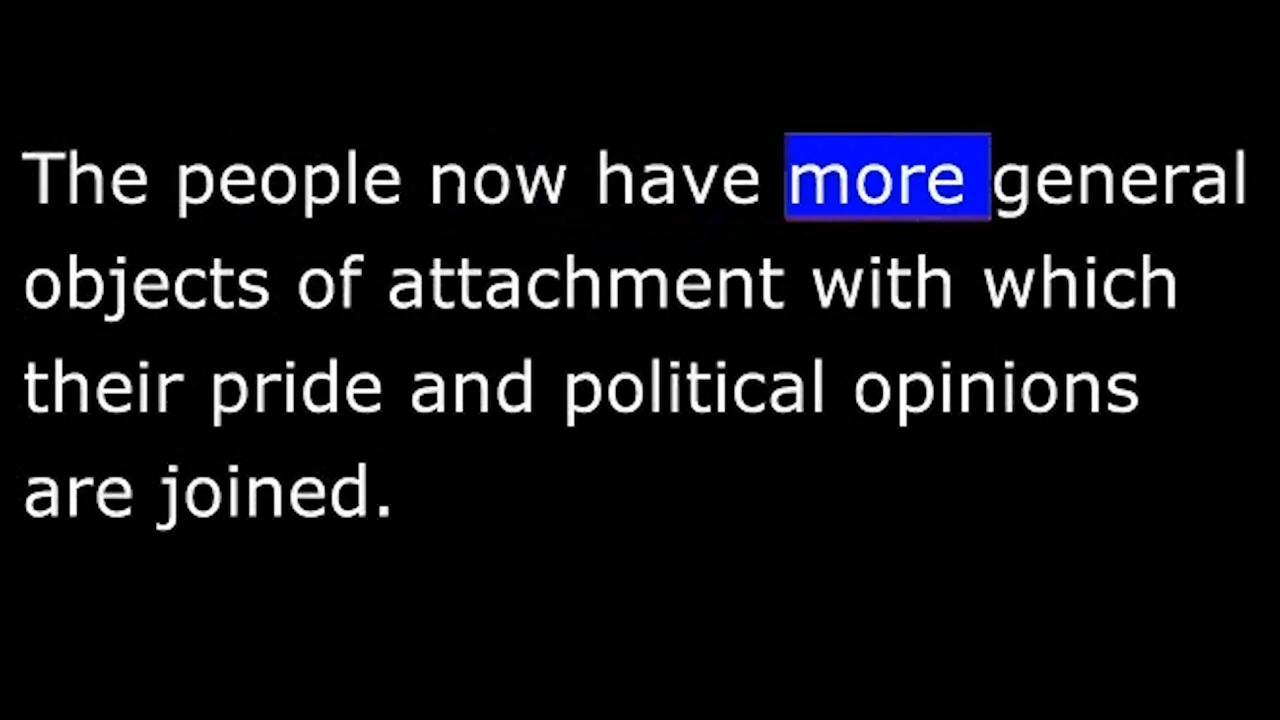 The people now have more general
objects of attachment with which
their pride and political opinions
are joined.